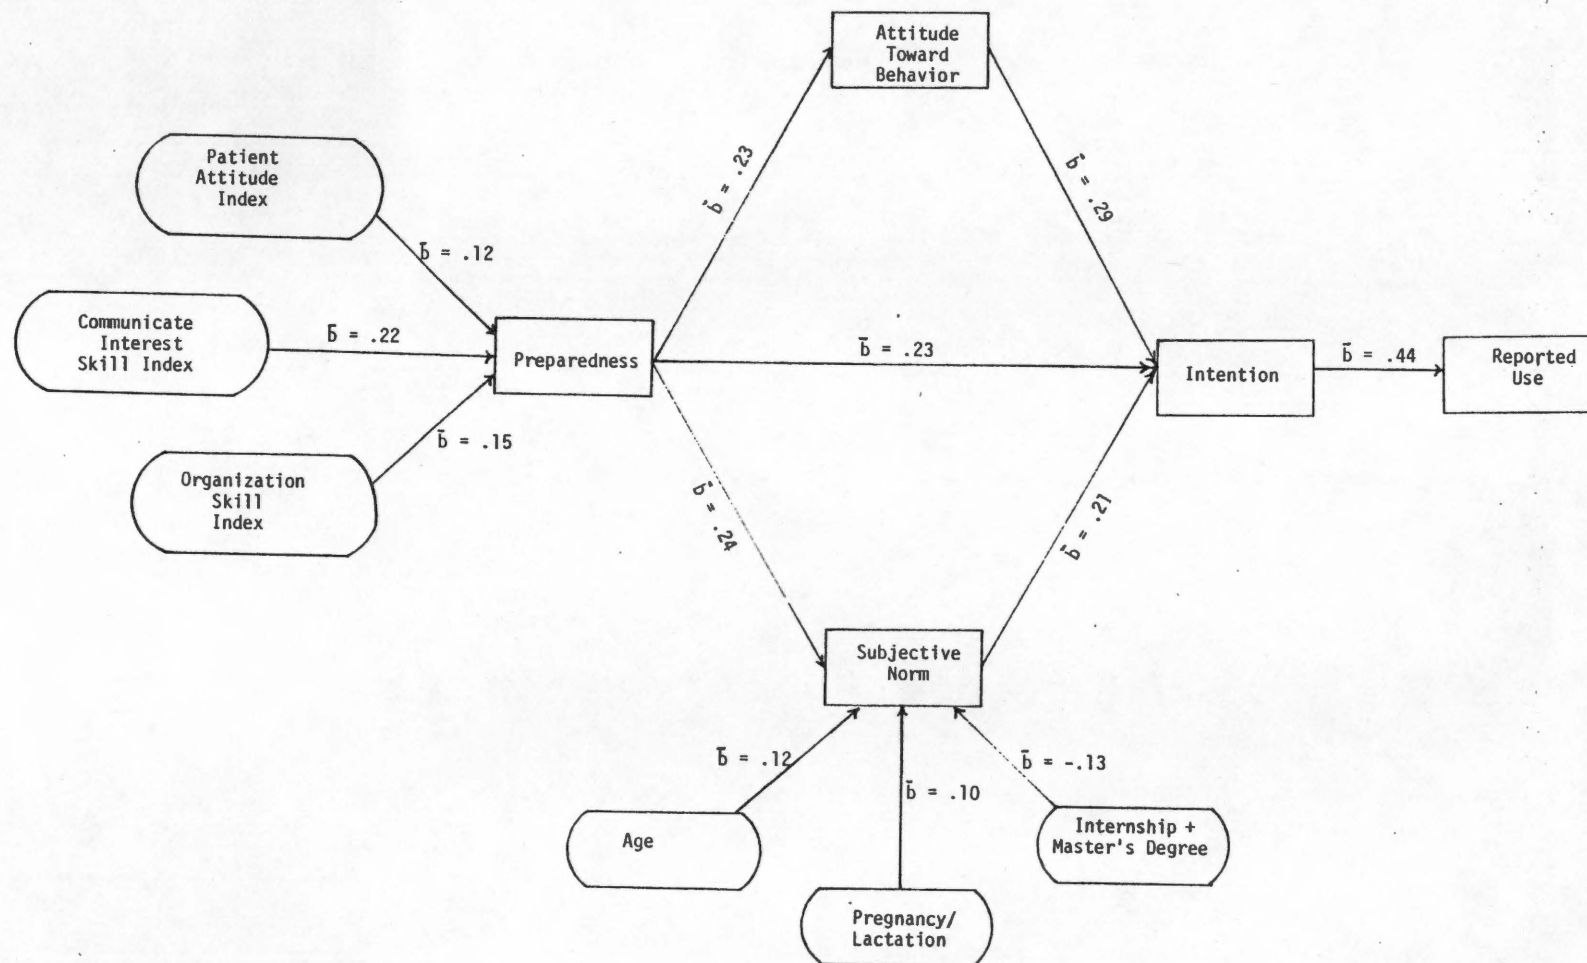 Attitude
Toward
Behavior
Patient
Attitude
Index
b̄ = .23
b̄ = .29
b̄ = .12
Communicate
Interest
Skill Index
b̄ = .22
Preparedness
b̄ = .23
Intention
b̄ = .44
Reported
Use
b̄ = .15
Organization
Skill
Index
b̄ = .24
b̄ = .21
Subjective
Norm
b̄ = .12
b̄ = .10
b̄ = -.13
Age
Internship +
Master's Degree
Pregnancy/
Lactation